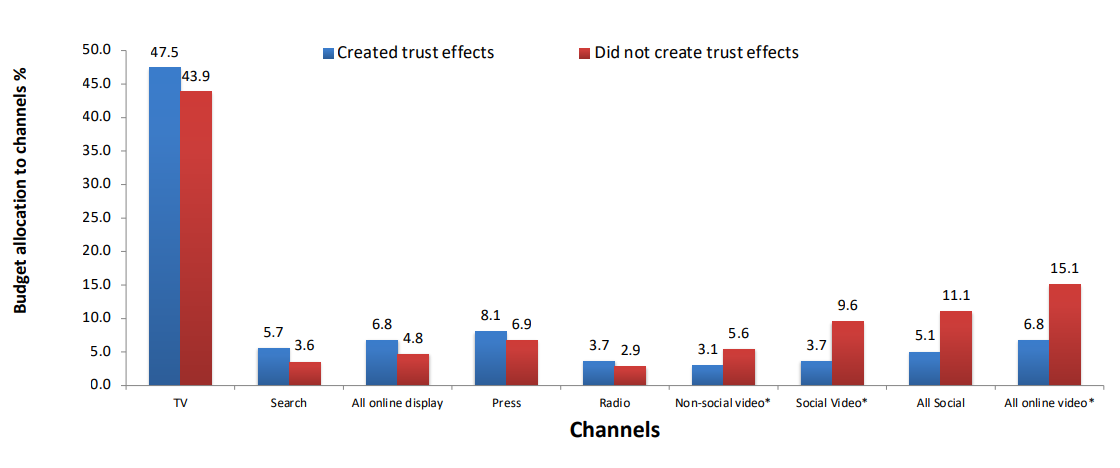 Created trust effects
Did not create trust effects
Budget allocation to channels %
50.0
45.0
40.0
35.0
30.0
25.0
20.0
15.0
10.0
5.0
0.0
47.5
43.9
5.7
3.6
6.8
4.8
8.1
6.9
3.7
2.9
3.1
5.6
3.7
9.6
5.1
11.1
6.8
15.1
TV
Search
All online display
Press
Radio
Non-social video*
Social Video*
All Social
All online video*
Channels